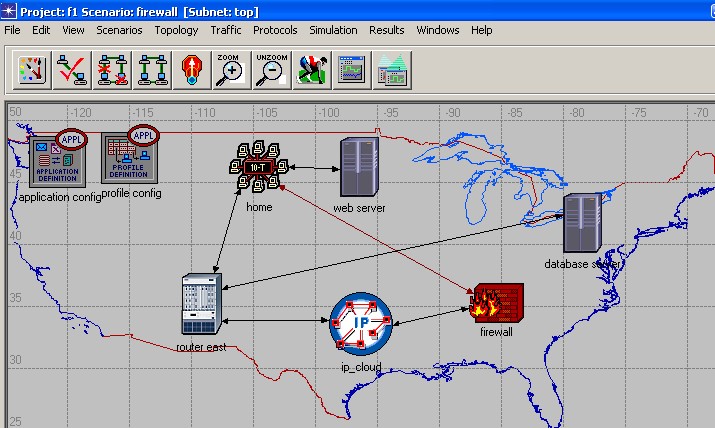 Project: f1 Scenario: firewall [Subnet: top]
File Edit View Scenarios Topology Traffic Protocols Simulation Results Windows Help
ZOOM UNZOOM
50 -120 -115 -110 -105 -100 -95 -90 -85 -80 -75 -70
APPL APPL
APPLICATION DEFINITION
PROFILE DEFINITION
10-T
application config profile config
home
web server
45
database server
40
35
IP
router east
firewall
ip_cloud
30
25